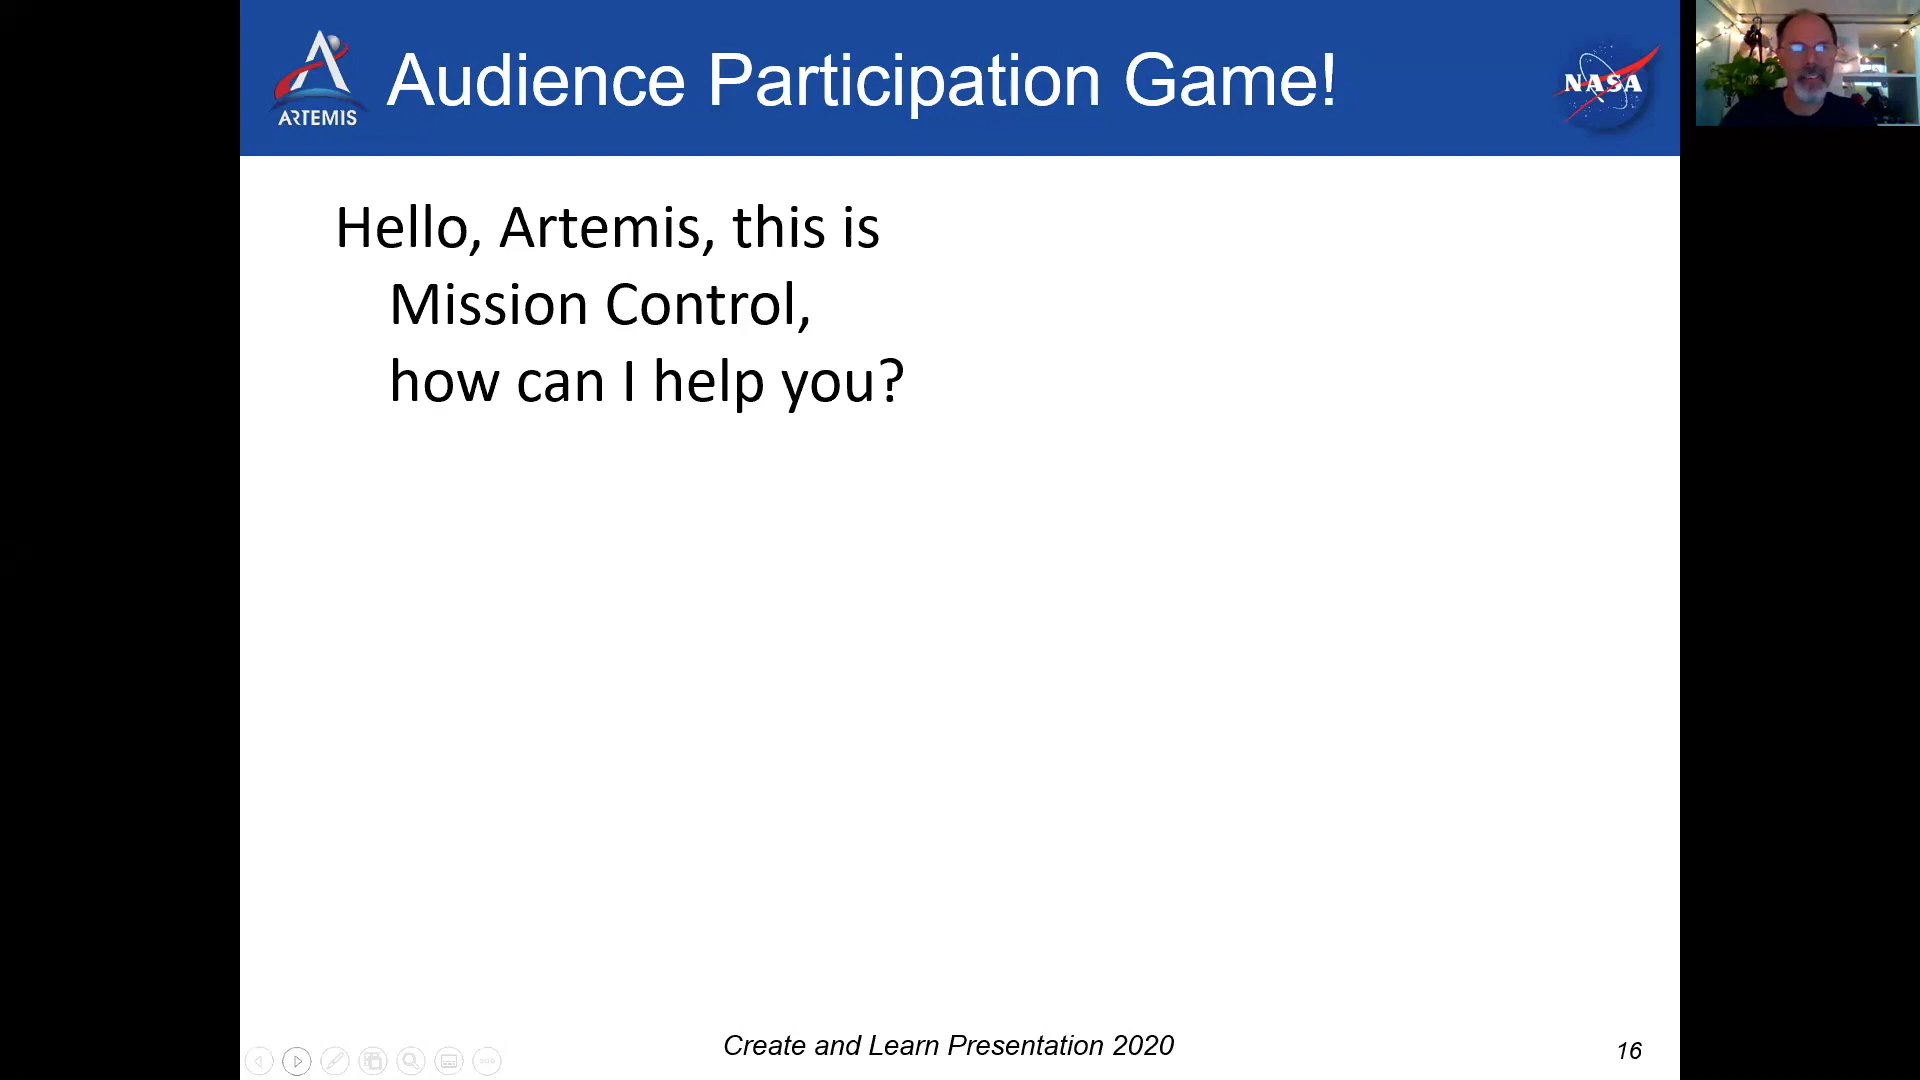 Audience Participation Game!
ARTEMIS
NASA
Hello, Artemis, this is
Mission Control,
how can I help you?
Create and Learn Presentation 2020
16